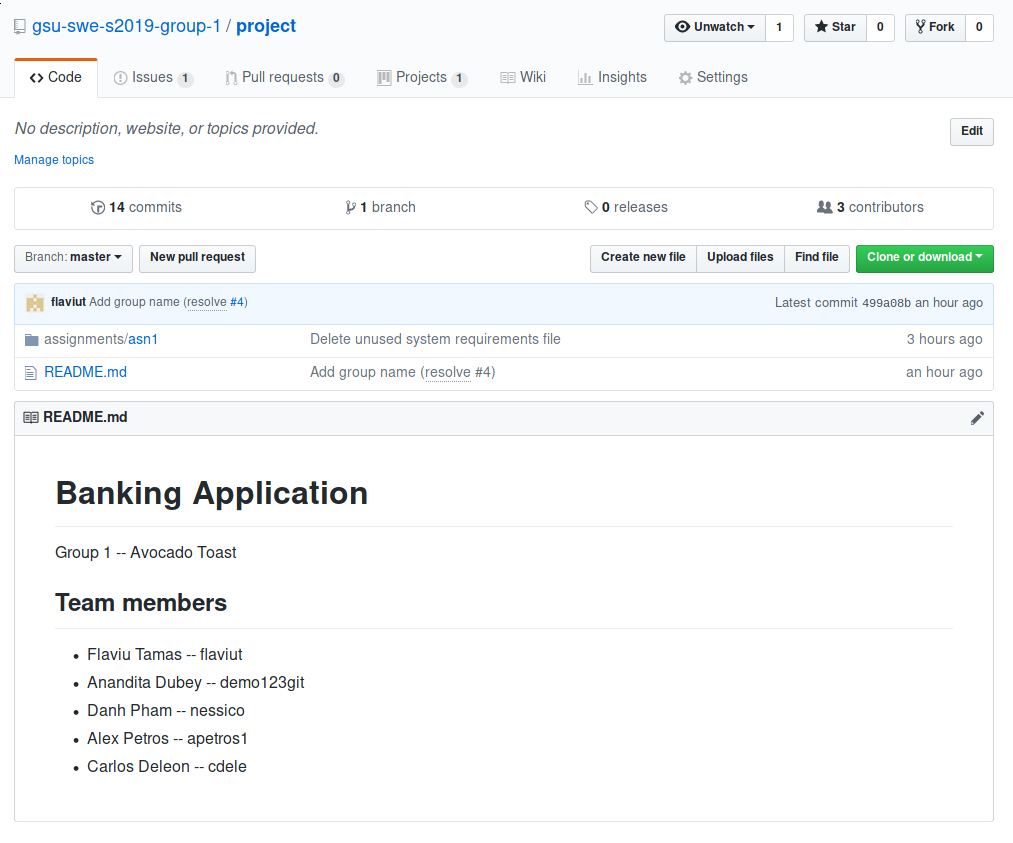 gsu-swe-s2019-group-1 / project Unwatch 1 Star 0 Fork 0
Code Issues 1 Pull requests 0 Projects 1 Wiki Insights Settings
No description, website, or topics provided. Edit
Manage topics
14 commits 1 branch 0 releases 3 contributors
Branch: master New pull request Create new file Upload files Find file Clone or download
flaviut Add group name (resolve #4) Latest commit 499a08b an hour ago
assignments/asn1 Delete unused system requirements file 3 hours ago
README.md Add group name (resolve #4) an hour ago
README.md
Banking Application
Group 1 -- Avocado Toast
Team members
• Flaviu Tamas -- flaviut
• Anandita Dubey -- demo123git
• Danh Pham -- nessico
• Alex Petros -- apetros1
• Carlos Deleon -- cdele